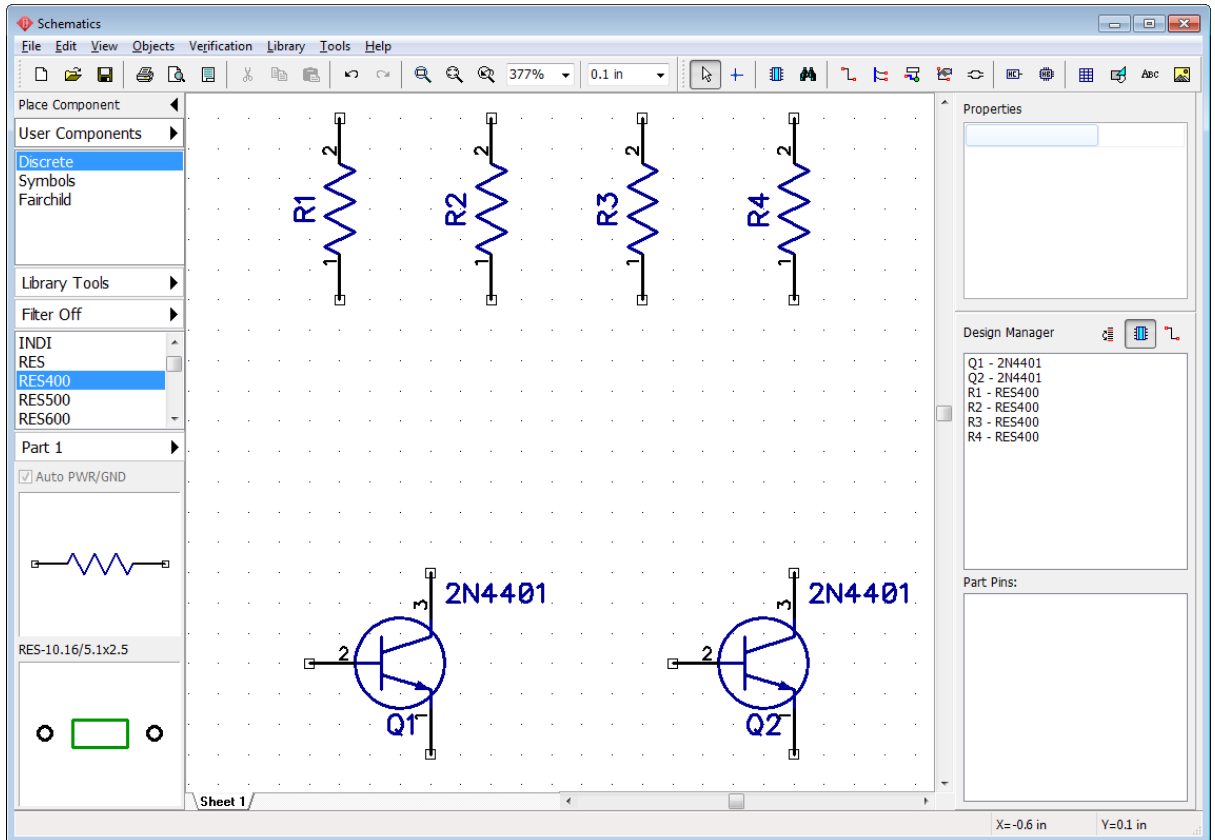 Schematics
File Edit View Objects Verification Library Tools Help
377% 0.1 in ABC
Place Component
User Components
Discrete
Symbols
Fairchild
Library Tools
Filter Off
INDI
RES
RES400
RES500
RES600
Part 1
Auto PWR/GND
RES-10.16/5.1x2.5
2 2 2 2
R1 R2 R3 R4
1 1 1 1
2N4401 2N4401
3 3
2 2
Q1 Q2
1 1
Sheet 1
Properties
Design Manager
Q1 - 2N4401
Q2 - 2N4401
R1 - RES400
R2 - RES400
R3 - RES400
R4 - RES400
Part Pins:
X=-0.6 in Y=0.1 in